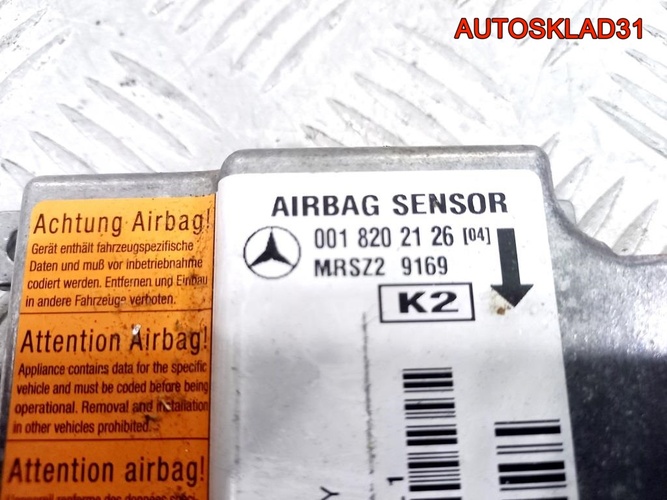 AUTOSKLAD31
AIRBAG SENSOR
001 820 21 26 [04]
MRSZ2 9169
K2
Achtung Airbag!
Gerät enthält fahrzeugspezifische
Daten und muß vor inbetriebnahme
codiert werden. Entfernen und Einbau
in andere Fahrzeuge verboten.
Attention Airbag!
Appliance contains data for the specific
vehicle and must be coded before being
operational. Removal and installation
in other vehicles prohibited.
Attention airbag!